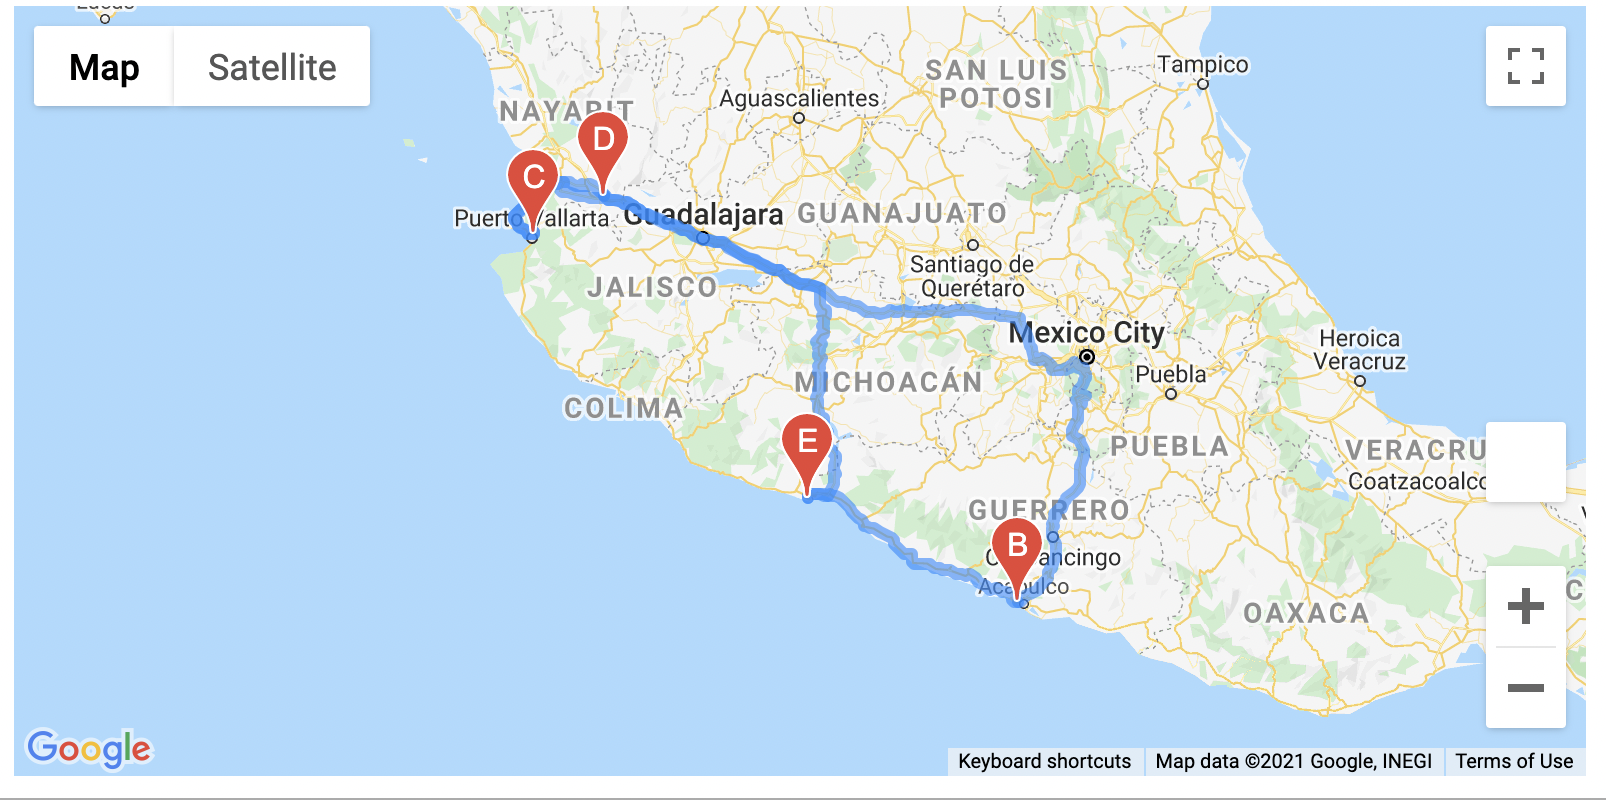 Map
Satellite
Tampico
SAN LUIS
POTOSI
Aguascalientes
NAYARIT
D
C
Puerto Vallarta
Guadalajara
GUANAJUATO
Santiago de
Querétaro
JALISCO
Mexico City
Heroica
Veracruz
Puebla
MICHOACÁN
COLIMA
E
PUEBLA
VERACRU
Coatzacoalco
GUERRERO
B
ancingo
Acapulco
OAXACA
C
+
−
Google
Keyboard shortcuts
Map data ©2021 Google, INEGI
Terms of Use